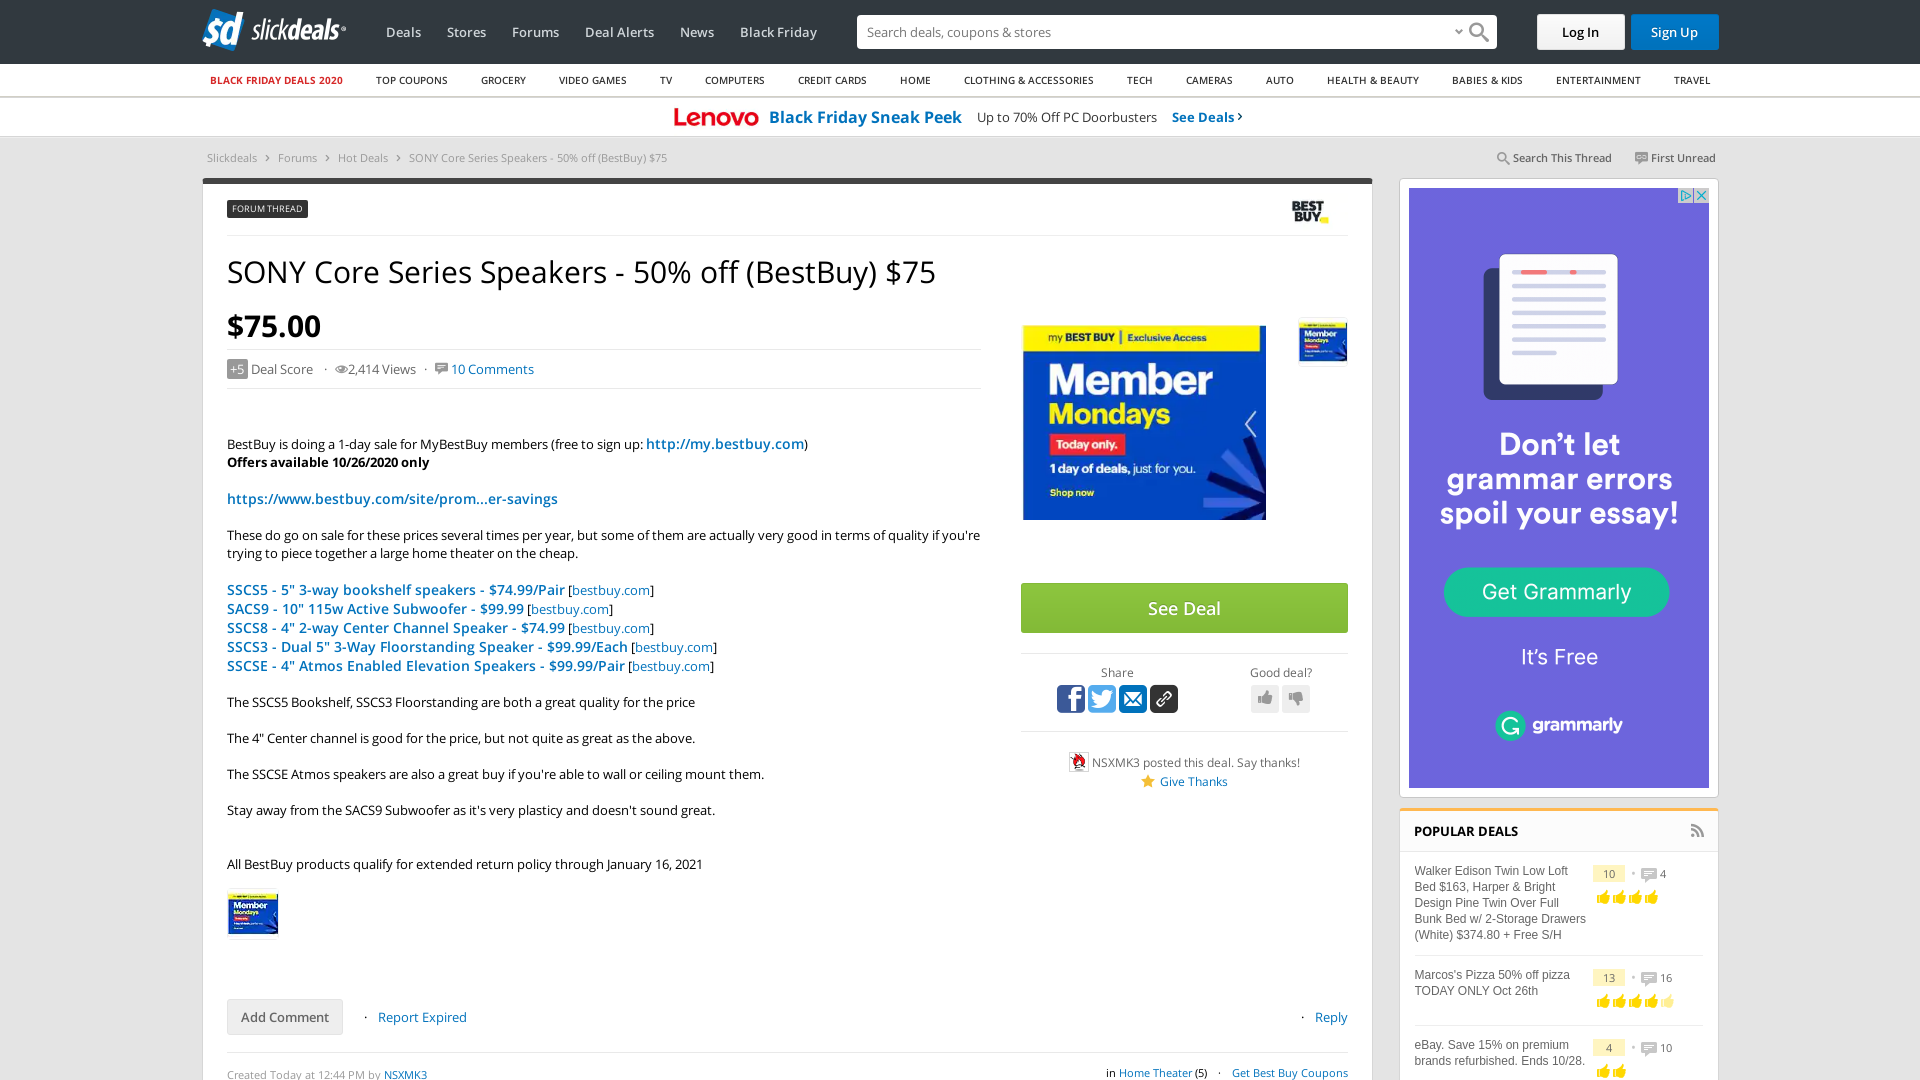 slickdeals
Deals
Stores
Forums
Deal Alerts
News
Black Friday
Search deals, coupons & stores
Log In
Sign Up
BLACK FRIDAY DEALS 2020
TOP COUPONS
GROCERY
VIDEO GAMES
TV
COMPUTERS
CREDIT CARDS
HOME
CLOTHING & ACCESSORIES
TECH
CAMERAS
AUTO
HEALTH & BEAUTY
BABIES & KIDS
ENTERTAINMENT
TRAVEL
Lenovo Black Friday Sneak Peek Up to 70% Off PC Doorbusters See Deals ›
Slickdeals › Forums › Hot Deals › SONY Core Series Speakers - 50% off (BestBuy) $75
Search This Thread
First Unread
FORUM THREAD
BEST BUY
SONY Core Series Speakers - 50% off (BestBuy) $75
$75.00
+5 Deal Score · 2,414 Views · 10 Comments
BestBuy is doing a 1-day sale for MyBestBuy members (free to sign up: http://my.bestbuy.com)
Offers available 10/26/2020 only
https://www.bestbuy.com/site/prom...er-savings
These do go on sale for these prices several times per year, but some of them are actually very good in terms of quality if you're
trying to piece together a large home theater on the cheap.
SSCS5 - 5" 3-way bookshelf speakers - $74.99/Pair [bestbuy.com]
SACS9 - 10" 115w Active Subwoofer - $99.99 [bestbuy.com]
SSCS8 - 4" 2-way Center Channel Speaker - $74.99 [bestbuy.com]
SSCS3 - Dual 5" 3-Way Floorstanding Speaker - $99.99/Each [bestbuy.com]
SSCSE - 4" Atmos Enabled Elevation Speakers - $99.99/Pair [bestbuy.com]
The SSCS5 Bookshelf, SSCS3 Floorstanding are both a great quality for the price
The 4" Center channel is good for the price, but not quite as great as the above.
The SSCSE Atmos speakers are also a great buy if you're able to wall or ceiling mount them.
Stay away from the SACS9 Subwoofer as it's very plasticy and doesn't sound great.
All BestBuy products qualify for extended return policy through January 16, 2021
Member
Mondays
Add Comment · Report Expired
· Reply
Created Today at 12:44 PM by NSXMK3
in Home Theater (5) · Get Best Buy Coupons
my BEST BUY | Exclusive Access
Member
Mondays
Today only.
1 day of deals, just for you.
Shop now
Member
Mondays
See Deal
Share
Good deal?
NSXMK3 posted this deal. Say thanks!
Give Thanks
Don't let
grammar errors
spoil your essay!
Get Grammarly
It's Free
grammarly
POPULAR DEALS
Walker Edison Twin Low Loft
Bed $163, Harper & Bright
Design Pine Twin Over Full
Bunk Bed w/ 2-Storage Drawers
(White) $374.80 + Free S/H
10 · 4
Marcos's Pizza 50% off pizza
TODAY ONLY Oct 26th
13 · 16
eBay. Save 15% on premium
brands refurbished. Ends 10/28.
4 · 10